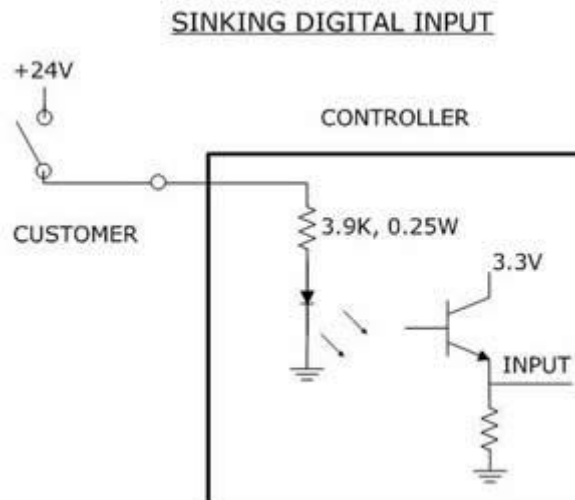 SINKING DIGITAL INPUT
+24V
CONTROLLER
CUSTOMER
3.9K, 0.25W
3.3V
INPUT